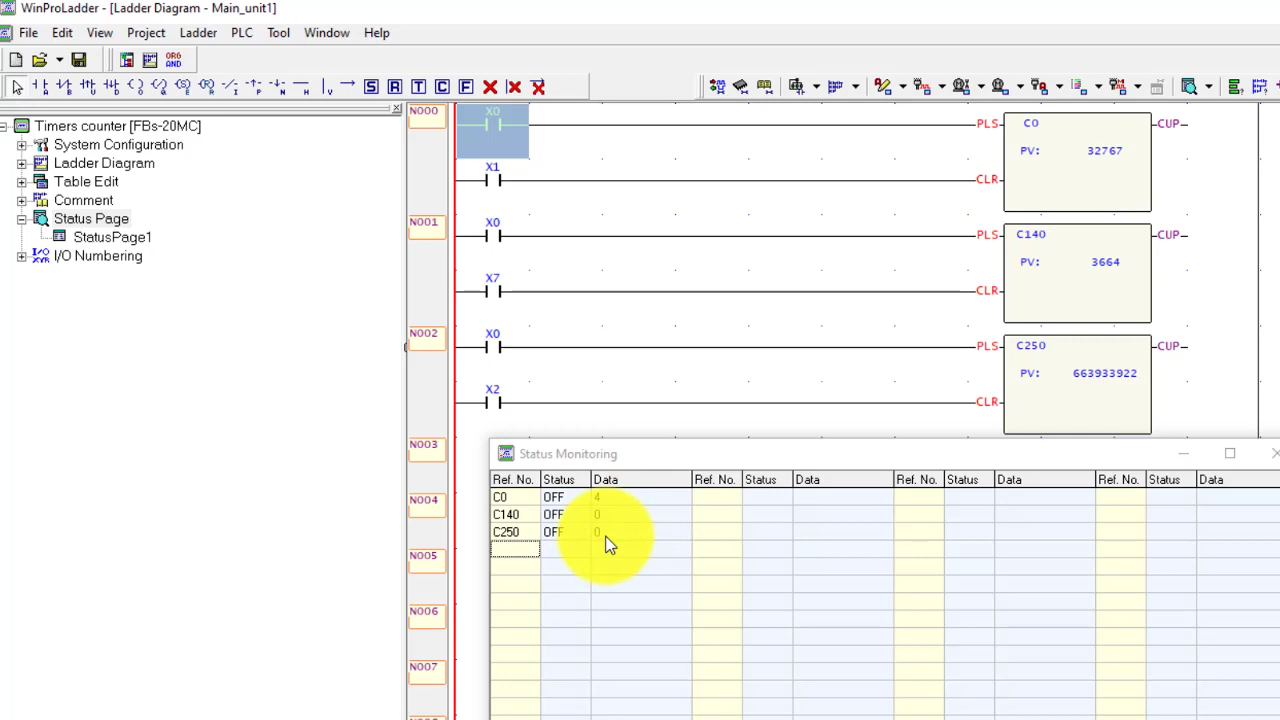 WinProLadder - [Ladder Diagram - Main_unit1]
File Edit View Project Ladder PLC Tool Window Help
ORG
AND
S R T C F
Timers counter [FBs-20MC]
System Configuration
Ladder Diagram
Table Edit
Comment
Status Page
StatusPage1
I/O Numbering
N000 X0 PLS C0 CUP
PV: 32767
X1 CLR
N001 X0 PLS C140 CUP
PV: 3664
X7 CLR
N002 X0 PLS C250 CUP
PV: 663933922
X2 CLR
N003
N004
N005
N006
N007
Status Monitoring
Ref. No. Status Data Ref. No. Status Data Ref. No. Status Data Ref. No. Status Data
C0 OFF 4
C140 OFF 0
C250 OFF 0